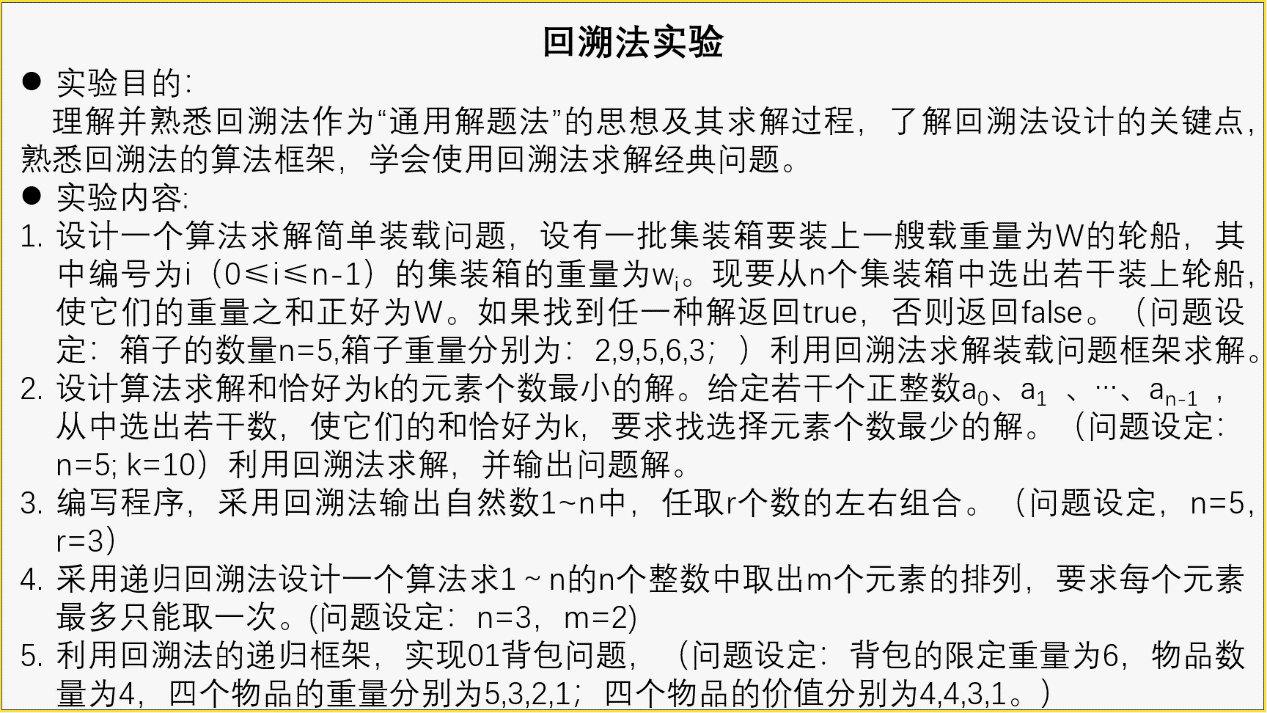 回溯法实验
● 实验目的：
理解并熟悉回溯法作为“通用解题法”的思想及其求解过程，了解回溯法设计的关键点，
熟悉回溯法的算法框架，学会使用回溯法求解经典问题。
● 实验内容:
1. 设计一个算法求解简单装载问题，设有一批集装箱要装上一艘载重量为W的轮船，其
中编号为i（0≤i≤n-1）的集装箱的重量为wᵢ。现要从n个集装箱中选出若干装上轮船，
使它们的重量之和正好为W。如果找到任一种解返回true，否则返回false。（问题设
定：箱子的数量n=5,箱子重量分别为：2,9,5,6,3；）利用回溯法求解装载问题框架求解。
2. 设计算法求解和恰好为k的元素个数最小的解。给定若干个正整数a₀、a₁ 、…、aₙ₋₁ ，
从中选出若干数，使它们的和恰好为k，要求找选择元素个数最少的解。（问题设定：
n=5; k=10）利用回溯法求解，并输出问题解。
3. 编写程序，采用回溯法输出自然数1~n中，任取r个数的左右组合。（问题设定，n=5，
r=3）
4. 采用递归回溯法设计一个算法求1～n的n个整数中取出m个元素的排列，要求每个元素
最多只能取一次。(问题设定：n=3，m=2)
5. 利用回溯法的递归框架，实现01背包问题，（问题设定：背包的限定重量为6，物品数
量为4，四个物品的重量分别为5,3,2,1；四个物品的价值分别为4,4,3,1。）